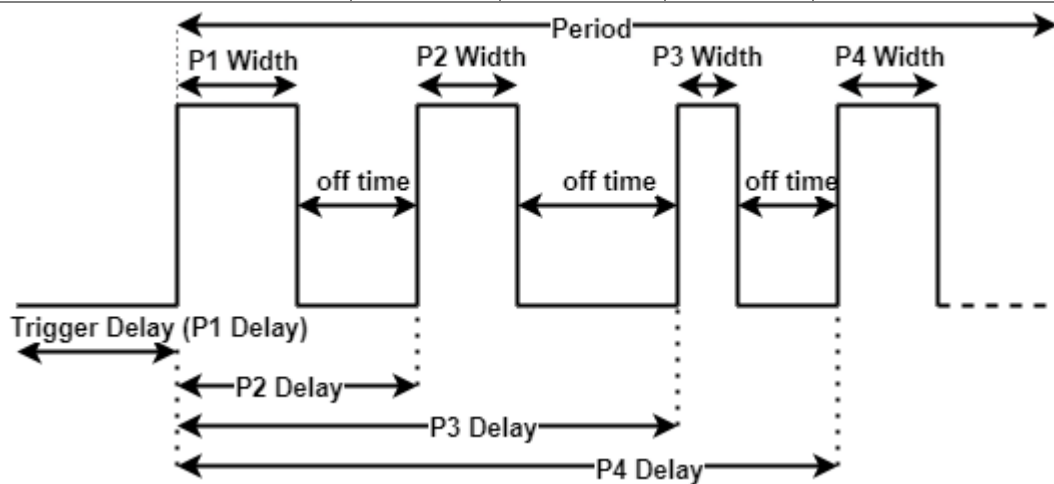 Period
P1 Width
P2 Width
P3 Width
P4 Width
off time
off time
off time
Trigger Delay (P1 Delay)
P2 Delay
P3 Delay
P4 Delay